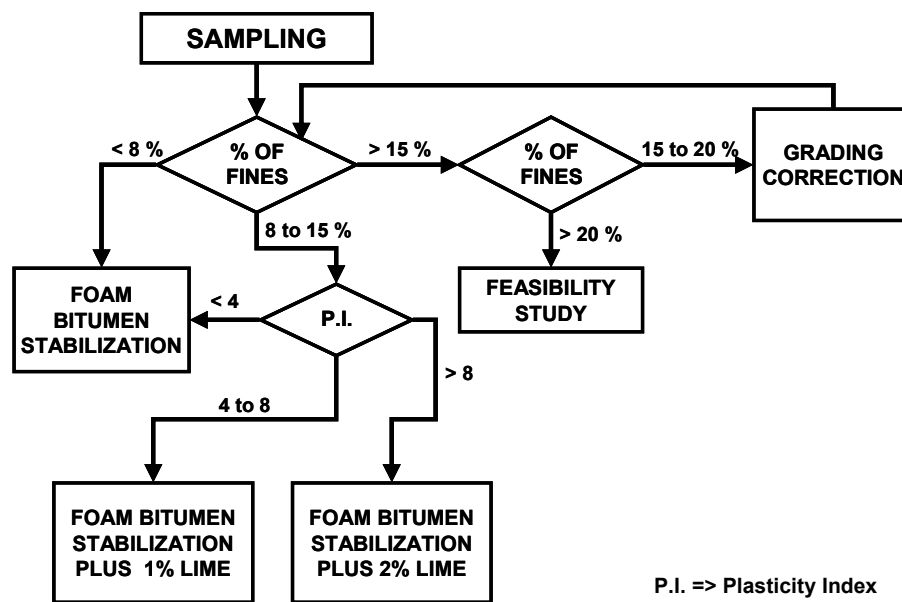 SAMPLING
< 8 %
% OF
FINES
> 15 %
% OF
FINES
15 to 20 %
GRADING
CORRECTION
8 to 15 %
> 20 %
FOAM
BITUMEN
STABILIZATION
< 4
P.I.
FEASIBILITY
STUDY
> 8
4 to 8
FOAM BITUMEN
STABILIZATION
PLUS 1% LIME
FOAM BITUMEN
STABILIZATION
PLUS 2% LIME
P.I. => Plasticity Index